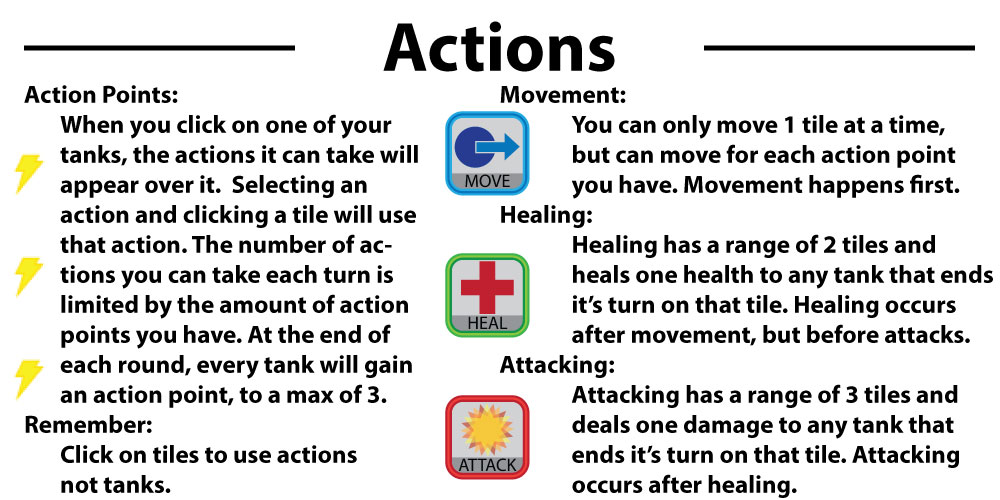 Actions
Action Points:
When you click on one of your
tanks, the actions it can take will
appear over it.  Selecting an
action and clicking a tile will use
that action. The number of ac-
tions you can take each turn is
limited by the amount of action
points you have. At the end of
each round, every tank will gain
an action point, to a max of 3.
Remember:
Click on tiles to use actions
not tanks.
Movement:
MOVE
You can only move 1 tile at a time,
but can move for each action point
you have. Movement happens first.
Healing:
HEAL
Healing has a range of 2 tiles and
heals one health to any tank that ends
it’s turn on that tile. Healing occurs
after movement, but before attacks.
Attacking:
ATTACK
Attacking has a range of 3 tiles and
deals one damage to any tank that
ends it’s turn on that tile. Attacking
occurs after healing.